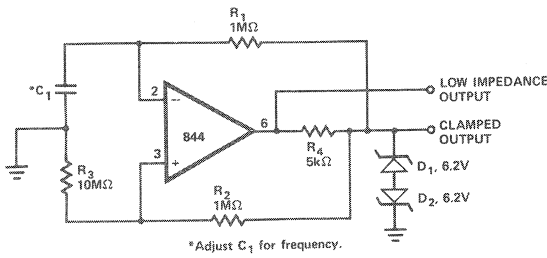 R1
1MΩ
*C1
2
−
LOW IMPEDANCE
OUTPUT
844
6
CLAMPED
OUTPUT
3
+
R4
5kΩ
R3
10MΩ
D1, 6.2V
R2
1MΩ
D2, 6.2V
*Adjust C1 for frequency.